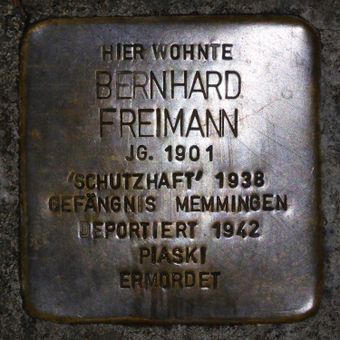 HIER WOHNTE
BERNHARD
FREIMANN
JG. 1901
'SCHUTZHAFT' 1938
GEFÄNGNIS MEMMINGEN
DEPORTIERT 1942
PIASKI
ERMORDET